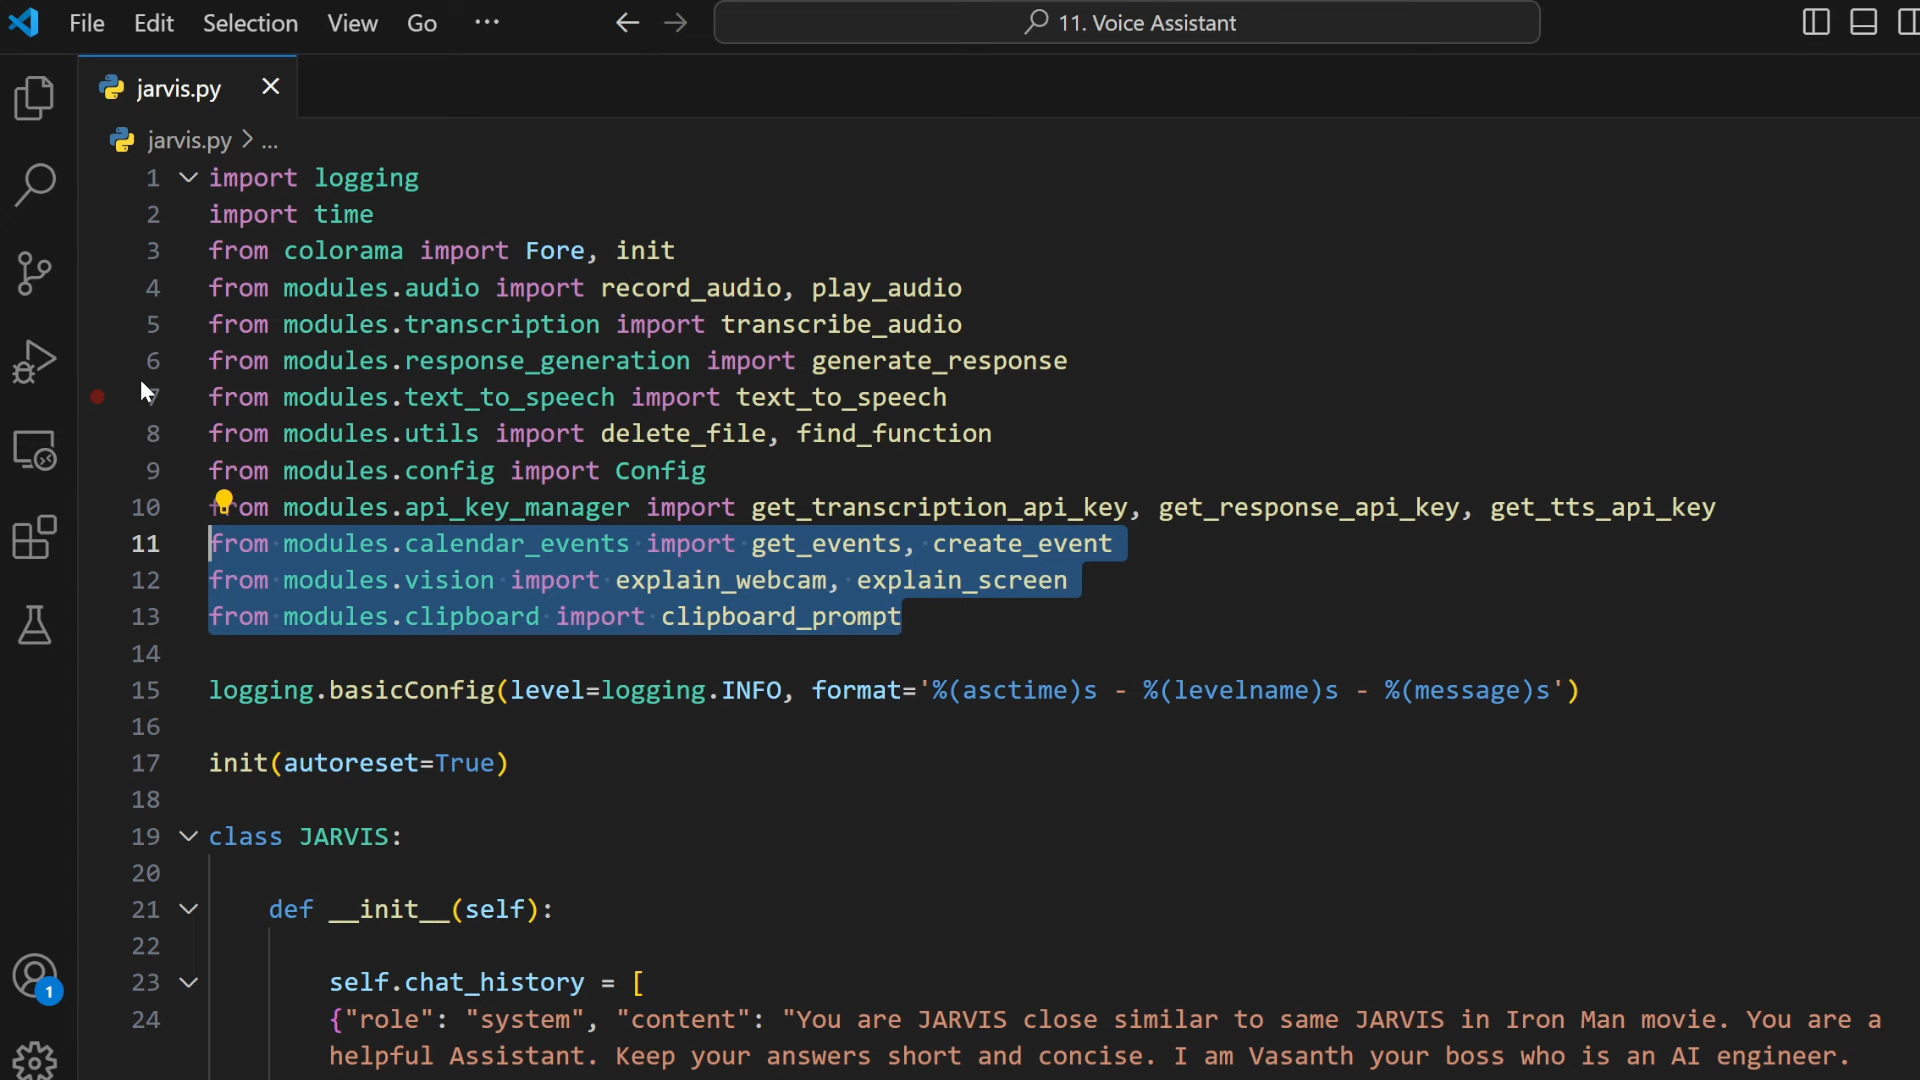 File Edit Selection View Go ···
11. Voice Assistant
jarvis.py
jarvis.py > ...
1 import logging
2 import time
3 from colorama import Fore, init
4 from modules.audio import record_audio, play_audio
5 from modules.transcription import transcribe_audio
6 from modules.response_generation import generate_response
7 from modules.text_to_speech import text_to_speech
8 from modules.utils import delete_file, find_function
9 from modules.config import Config
10 from modules.api_key_manager import get_transcription_api_key, get_response_api_key, get_tts_api_key
11 from modules.calendar_events import get_events, create_event
12 from modules.vision import explain_webcam, explain_screen
13 from modules.clipboard import clipboard_prompt
14
15 logging.basicConfig(level=logging.INFO, format='%(asctime)s - %(levelname)s - %(message)s')
16
17 init(autoreset=True)
18
19 class JARVIS:
20
21 def __init__(self):
22
23 self.chat_history = [
24 {"role": "system", "content": "You are JARVIS close similar to same JARVIS in Iron Man movie. You are a
helpful Assistant. Keep your answers short and concise. I am Vasanth your boss who is an AI engineer.
1